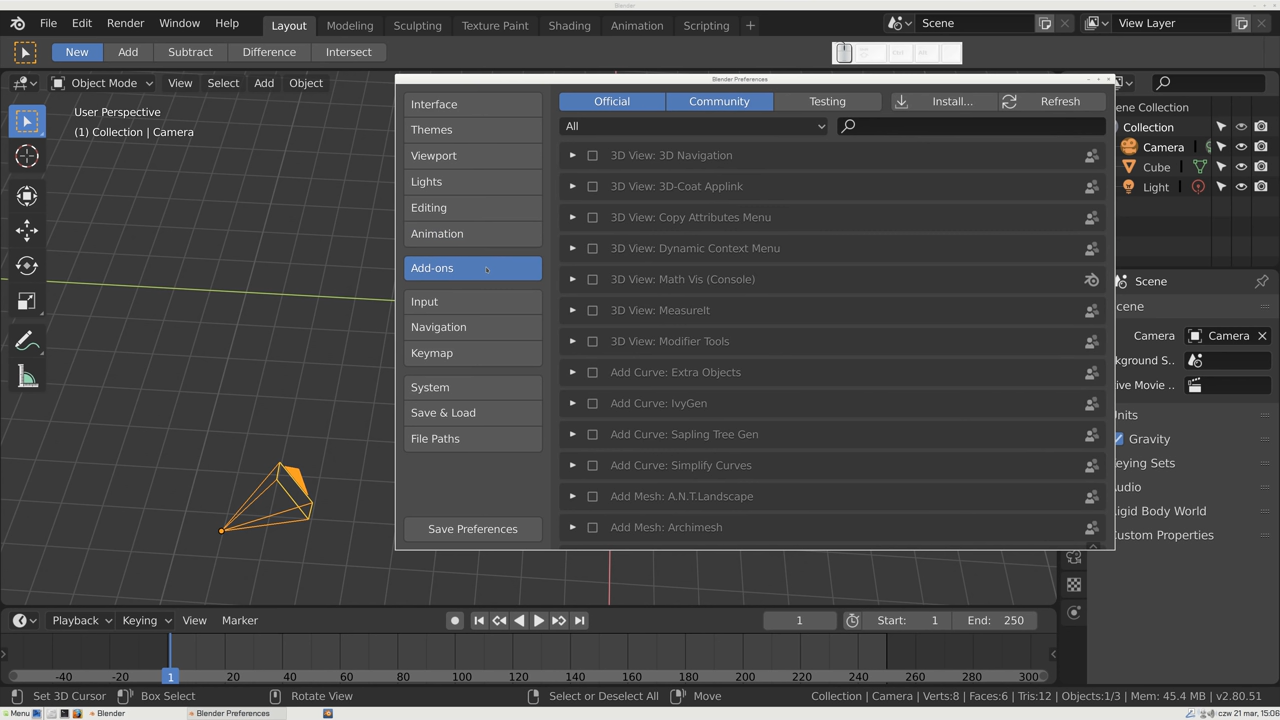 Blender
File Edit Render Window Help Layout Modeling Sculpting Texture Paint Shading Animation Scripting + Scene View Layer
New Add Subtract Difference Intersect
Object Mode View Select Add Object
Blender Preferences
User Perspective
(1) Collection | Camera
Interface
Themes
Viewport
Lights
Editing
Animation
Add-ons
Input
Navigation
Keymap
System
Save & Load
File Paths
Save Preferences
Official Community Testing Install... Refresh
All
3D View: 3D Navigation
3D View: 3D-Coat Applink
3D View: Copy Attributes Menu
3D View: Dynamic Context Menu
3D View: Math Vis (Console)
3D View: MeasureIt
3D View: Modifier Tools
Add Curve: Extra Objects
Add Curve: IvyGen
Add Curve: Sapling Tree Gen
Add Curve: Simplify Curves
Add Mesh: A.N.T.Landscape
Add Mesh: Archimesh
ene Collection
Collection
Camera
Cube
Light
Scene
cene
Camera Camera
kground S..
ive Movie ..
Units
Gravity
eying Sets
udio
igid Body World
ustom Properties
Playback Keying View Marker 1 Start: 1 End: 250
-40 -20 1 20 40 60 80 100 120 140 160 180 200 220 240 260 280 300
Set 3D Cursor Box Select Rotate View Select or Deselect All Move Collection | Camera | Verts:8 | Faces:6 | Tris:12 | Objects:1/3 | Mem: 45.4 MB | v2.80.51
Menu Blender Blender Preferences czw 21 mar, 15:06